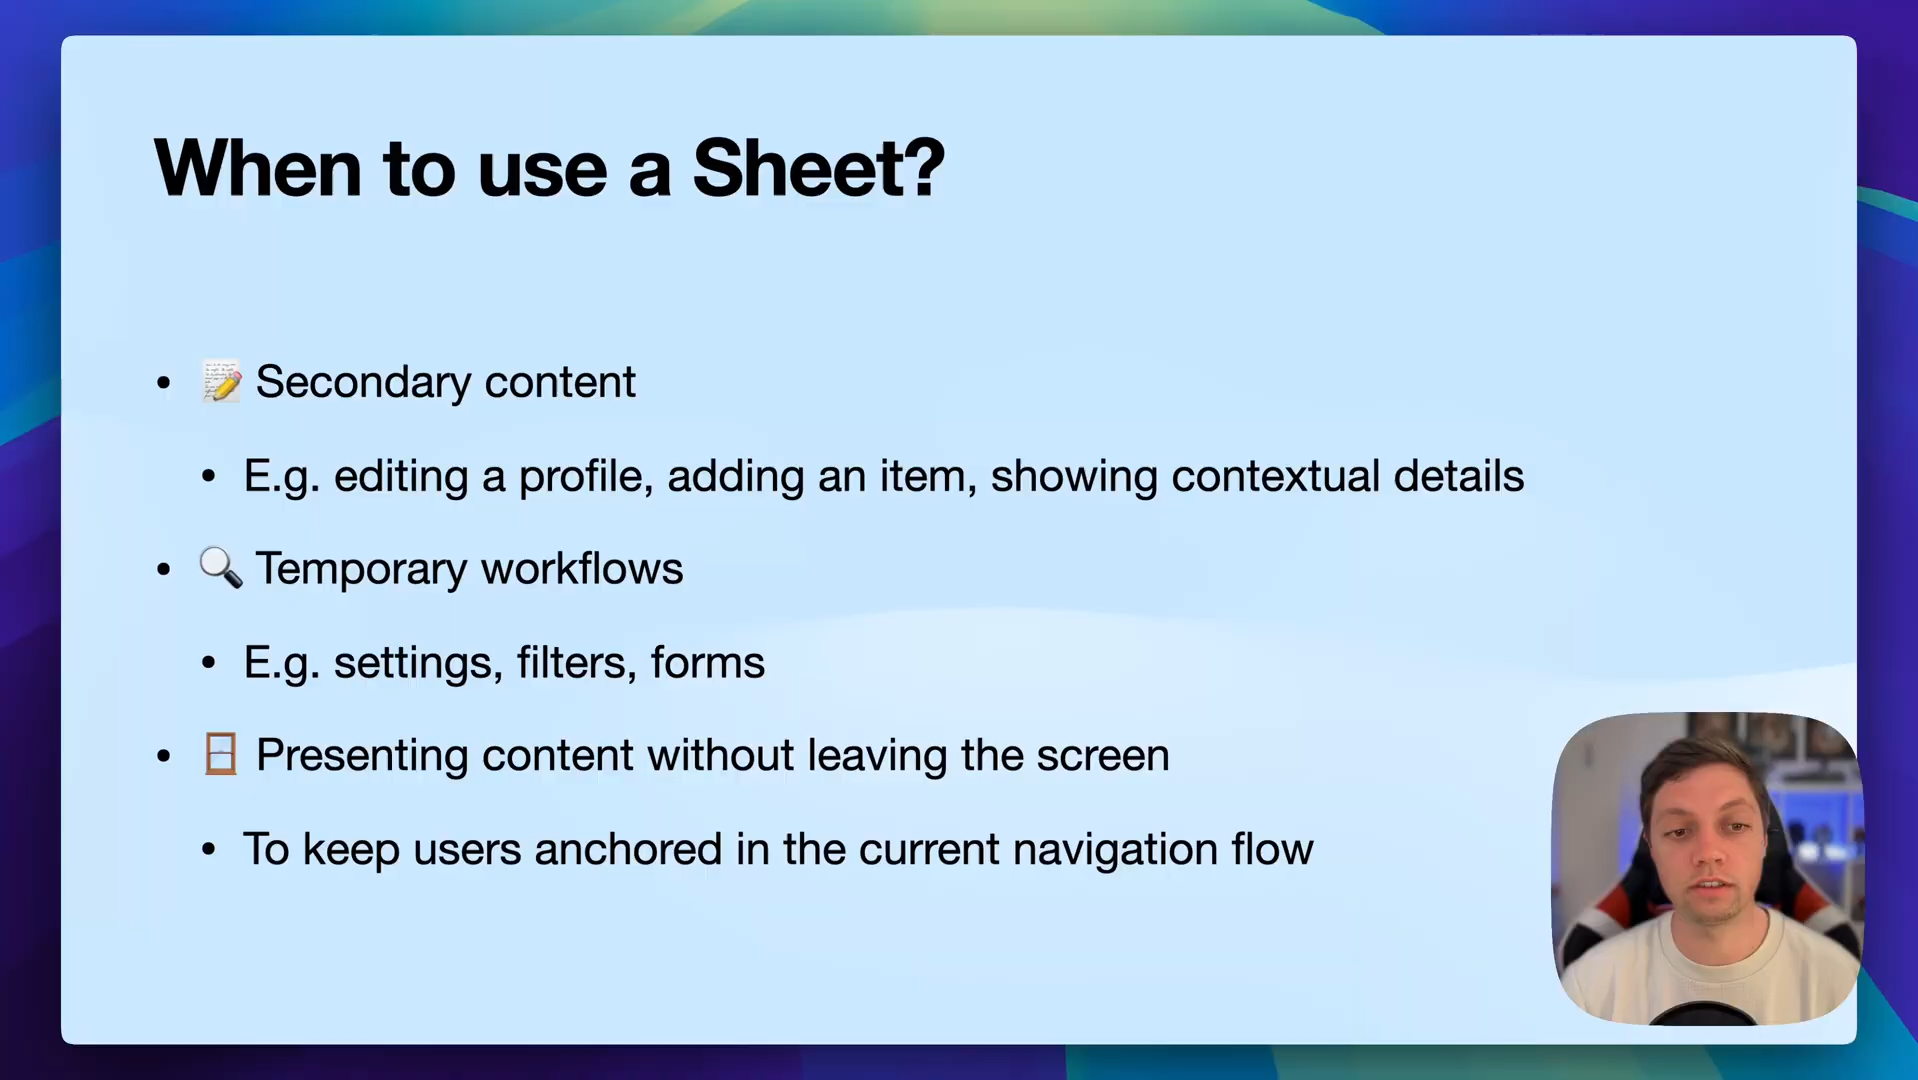 When to use a Sheet?
• 📝 Secondary content
• E.g. editing a profile, adding an item, showing contextual details
• 🔍 Temporary workflows
• E.g. settings, filters, forms
• 🪟 Presenting content without leaving the screen
• To keep users anchored in the current navigation flow